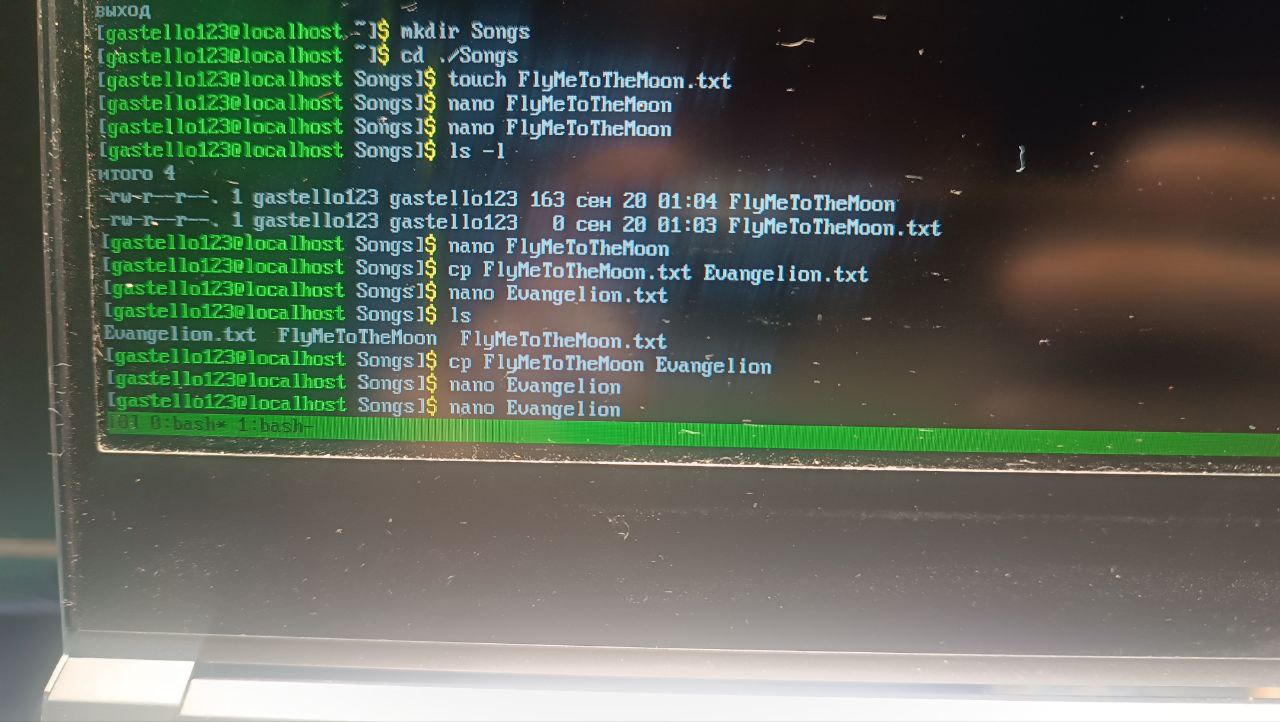 выход
[gastello123@localhost ~]$ mkdir Songs
[gastello123@localhost ~]$ cd ./Songs
[gastello123@localhost Songs]$ touch FlyMeToTheMoon.txt
[gastello123@localhost Songs]$ nano FlyMeToTheMoon
[gastello123@localhost Songs]$ nano FlyMeToTheMoon
[gastello123@localhost Songs]$ ls -l
итого 4
-rw-r--r--. 1 gastello123 gastello123 163 сен 20 01:04 FlyMeToTheMoon
-rw-r--r--. 1 gastello123 gastello123   0 сен 20 01:03 FlyMeToTheMoon.txt
[gastello123@localhost Songs]$ nano FlyMeToTheMoon
[gastello123@localhost Songs]$ cp FlyMeToTheMoon.txt Evangelion.txt
[gastello123@localhost Songs]$ nano Evangelion.txt
[gastello123@localhost Songs]$ ls
Evangelion.txt  FlyMeToTheMoon  FlyMeToTheMoon.txt
[gastello123@localhost Songs]$ cp FlyMeToTheMoon Evangelion
[gastello123@localhost Songs]$ nano Evangelion
[gastello123@localhost Songs]$ nano Evangelion
[0] 0:bash* 1:bash-